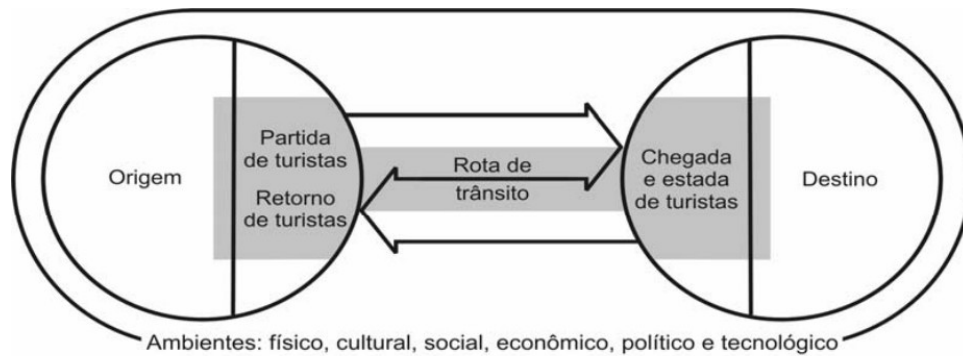 Origem
Partida
de turistas
Retorno
de turistas
Rota de
trânsito
Chegada
e estada
de turistas
Destino
Ambientes: físico, cultural, social, econômico, político e tecnológico